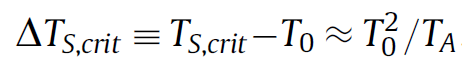 ΔT_{S,crit} ≡ T_{S,crit} − T_0 ≈ T_0^2/T_A